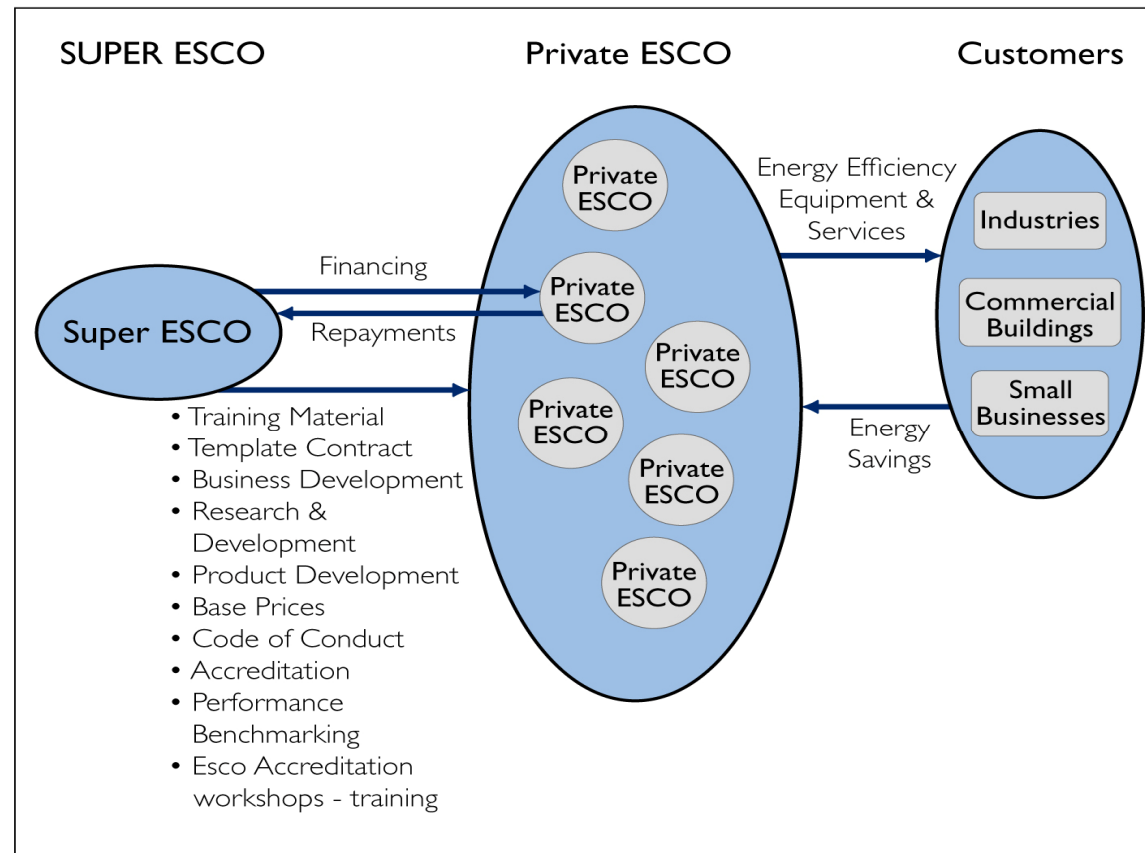 SUPER ESCO
Private ESCO
Customers
Super ESCO
Financing
Repayments
• Training Material
• Template Contract
• Business Development
• Research &
Development
• Product Development
• Base Prices
• Code of Conduct
• Accreditation
• Performance
Benchmarking
• Esco Accreditation
workshops - training
Private
ESCO
Private
ESCO
Private
ESCO
Private
ESCO
Private
ESCO
Private
ESCO
Energy Efficiency
Equipment &
Services
Energy
Savings
Industries
Commercial
Buildings
Small
Businesses